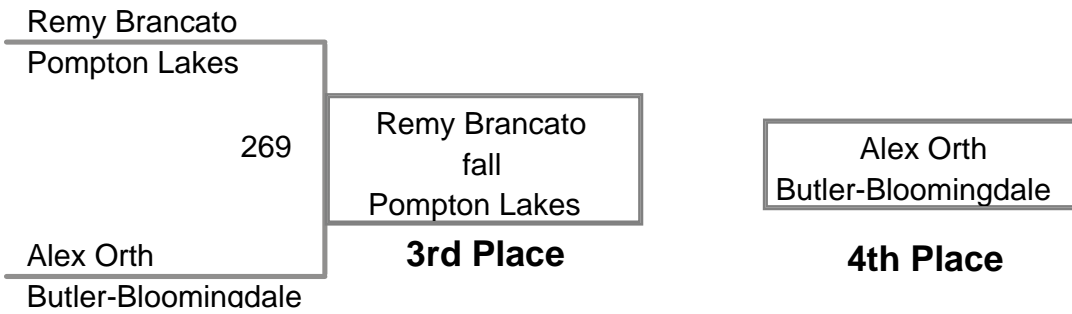 Remy Brancato
Pompton Lakes
269
Remy Brancato
fall
Pompton Lakes
3rd Place
Alex Orth
Butler-Bloomingdale
4th Place
Alex Orth
Butler-Bloomingdale